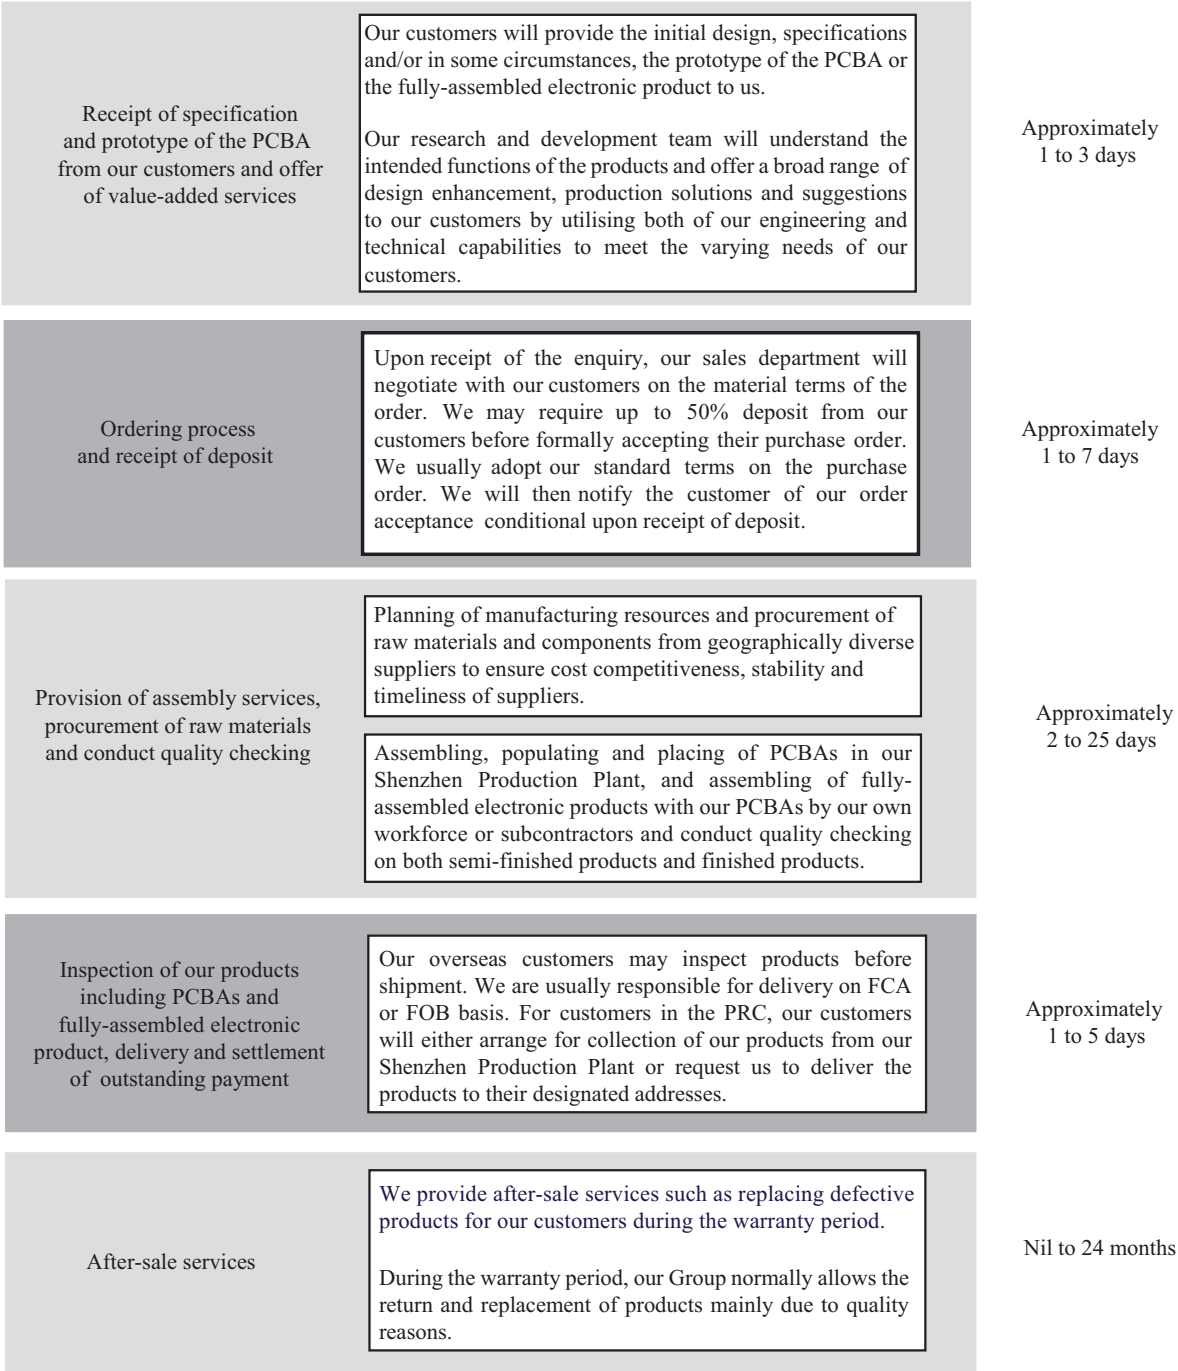 Receipt of specification
and prototype of the PCBA
from our customers and offer
of value-added services
Our customers will provide the initial design, specifications
and/or in some circumstances, the prototype of the PCBA or
the fully-assembled electronic product to us.
Our research and development team will understand the
intended functions of the products and offer a broad range of
design enhancement, production solutions and suggestions
to our customers by utilising both of our engineering and
technical capabilities to meet the varying needs of our
customers.
Approximately
1 to 3 days
Ordering process
and receipt of deposit
Upon receipt of the enquiry, our sales department will
negotiate with our customers on the material terms of the
order. We may require up to 50% deposit from our
customers before formally accepting their purchase order.
We usually adopt our standard terms on the purchase
order. We will then notify the customer of our order
acceptance conditional upon receipt of deposit.
Approximately
1 to 7 days
Provision of assembly services,
procurement of raw materials
and conduct quality checking
Planning of manufacturing resources and procurement of
raw materials and components from geographically diverse
suppliers to ensure cost competitiveness, stability and
timeliness of suppliers.
Assembling, populating and placing of PCBAs in our
Shenzhen Production Plant, and assembling of fully-
assembled electronic products with our PCBAs by our own
workforce or subcontractors and conduct quality checking
on both semi-finished products and finished products.
Approximately
2 to 25 days
Inspection of our products
including PCBAs and
fully-assembled electronic
product, delivery and settlement
of outstanding payment
Our overseas customers may inspect products before
shipment. We are usually responsible for delivery on FCA
or FOB basis. For customers in the PRC, our customers
will either arrange for collection of our products from our
Shenzhen Production Plant or request us to deliver the
products to their designated addresses.
Approximately
1 to 5 days
After-sale services
We provide after-sale services such as replacing defective
products for our customers during the warranty period.
During the warranty period, our Group normally allows the
return and replacement of products mainly due to quality
reasons.
Nil to 24 months